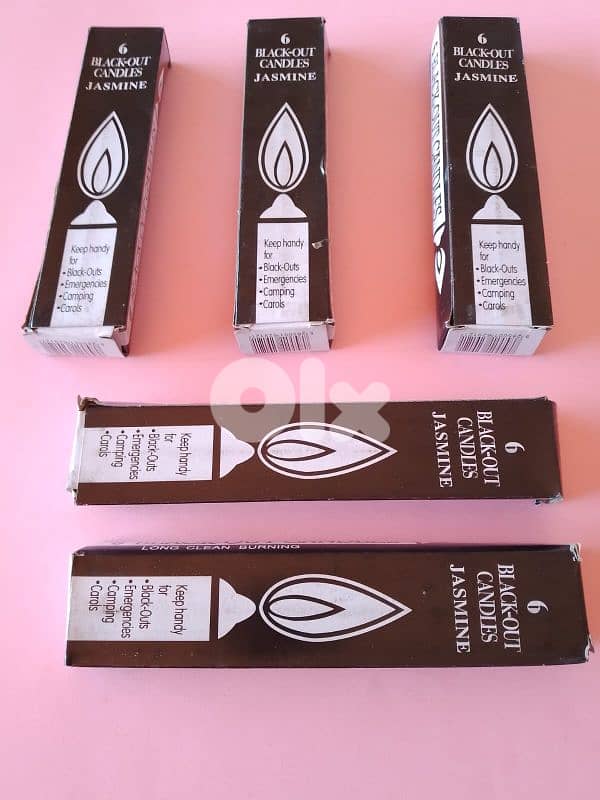 6
BLACK-OUT
CANDLES
JASMINE
Keep handy
for
•Black-Outs
•Emergencies
•Camping
•Carols
6
BLACK-OUT
CANDLES
JASMINE
Keep handy
for
•Black-Outs
•Emergencies
•Camping
•Carols
6
BLACK-OUT
CANDLES
JASMINE
Keep handy
for
•Black-Outs
•Emergencies
•Camping
•Carols
olx
6
BLACK-OUT
CANDLES
JASMINE
Keep handy
for
•Black-Outs
•Emergencies
•Camping
•Carols
LONG CLEAN BURNING
6
BLACK-OUT
CANDLES
JASMINE
Keep handy
for
•Black-Outs
•Emergencies
•Camping
•Carols